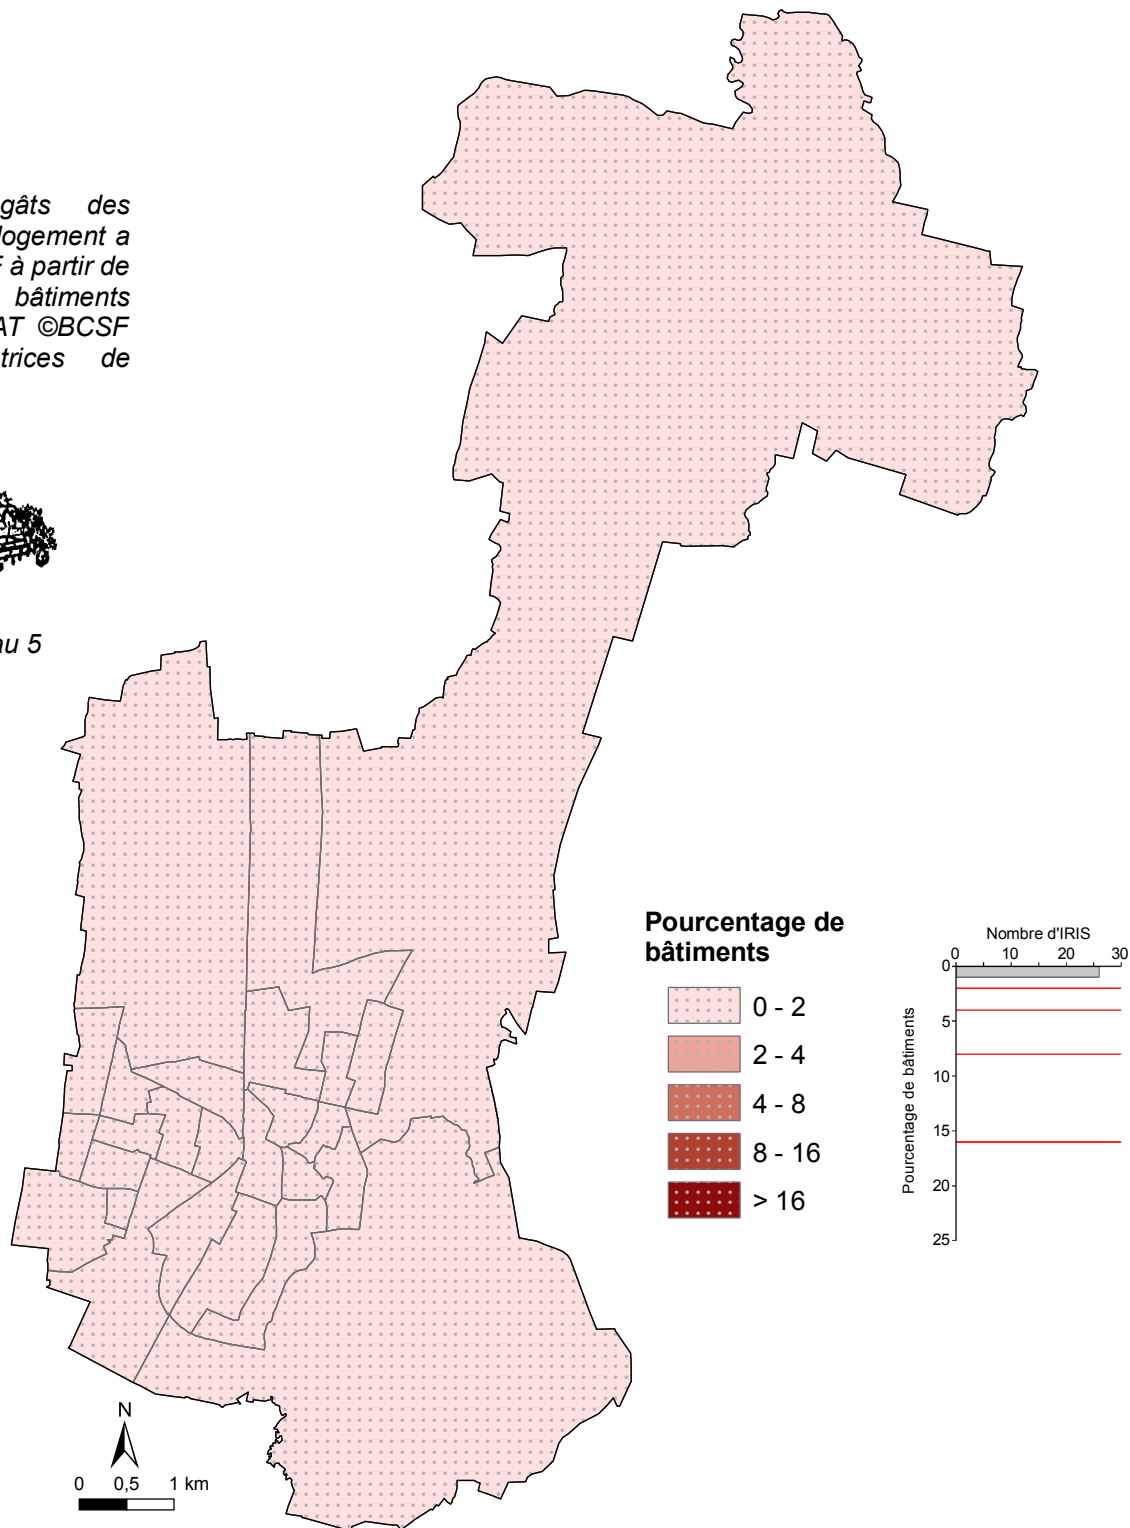 gâts des
logement a
à partir de
bâtiments
©BCSF
trices de
au 5
Pourcentage de
bâtiments
0 - 2
2 - 4
4 - 8
8 - 16
> 16
Nombre d'IRIS
0 10 20 30
Pourcentage de bâtiments
0
5
10
15
20
25
N
0 0,5 1 km